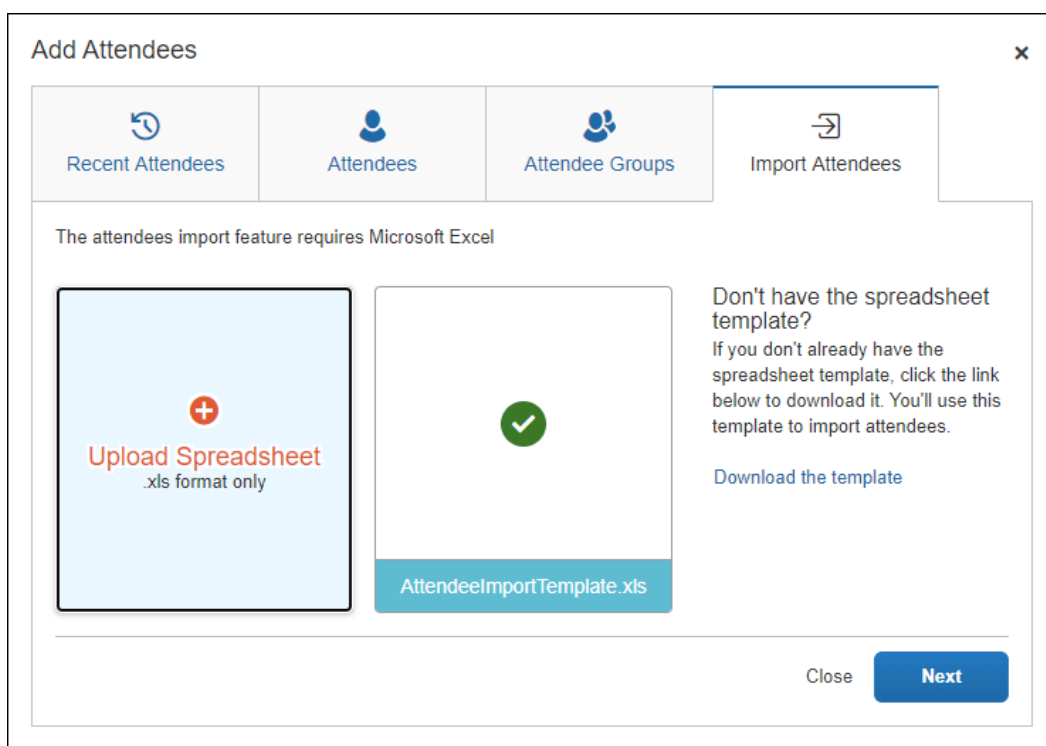 Add Attendees
×
Recent Attendees
Attendees
Attendee Groups
Import Attendees
The attendees import feature requires Microsoft Excel
Upload Spreadsheet
.xls format only
AttendeeImportTemplate.xls
Don't have the spreadsheet
template?
If you don't already have the
spreadsheet template, click the link
below to download it. You'll use this
template to import attendees.
Download the template
Close
Next